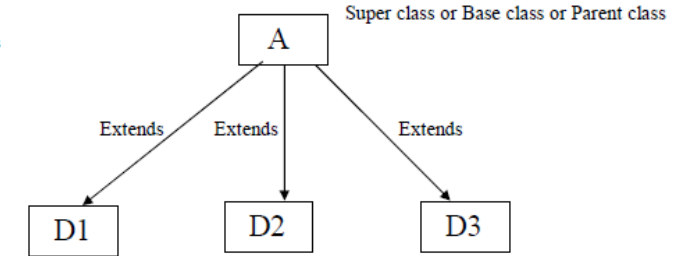 Super class or Base class or Parent class
A
Extends Extends Extends
D1 D2 D3